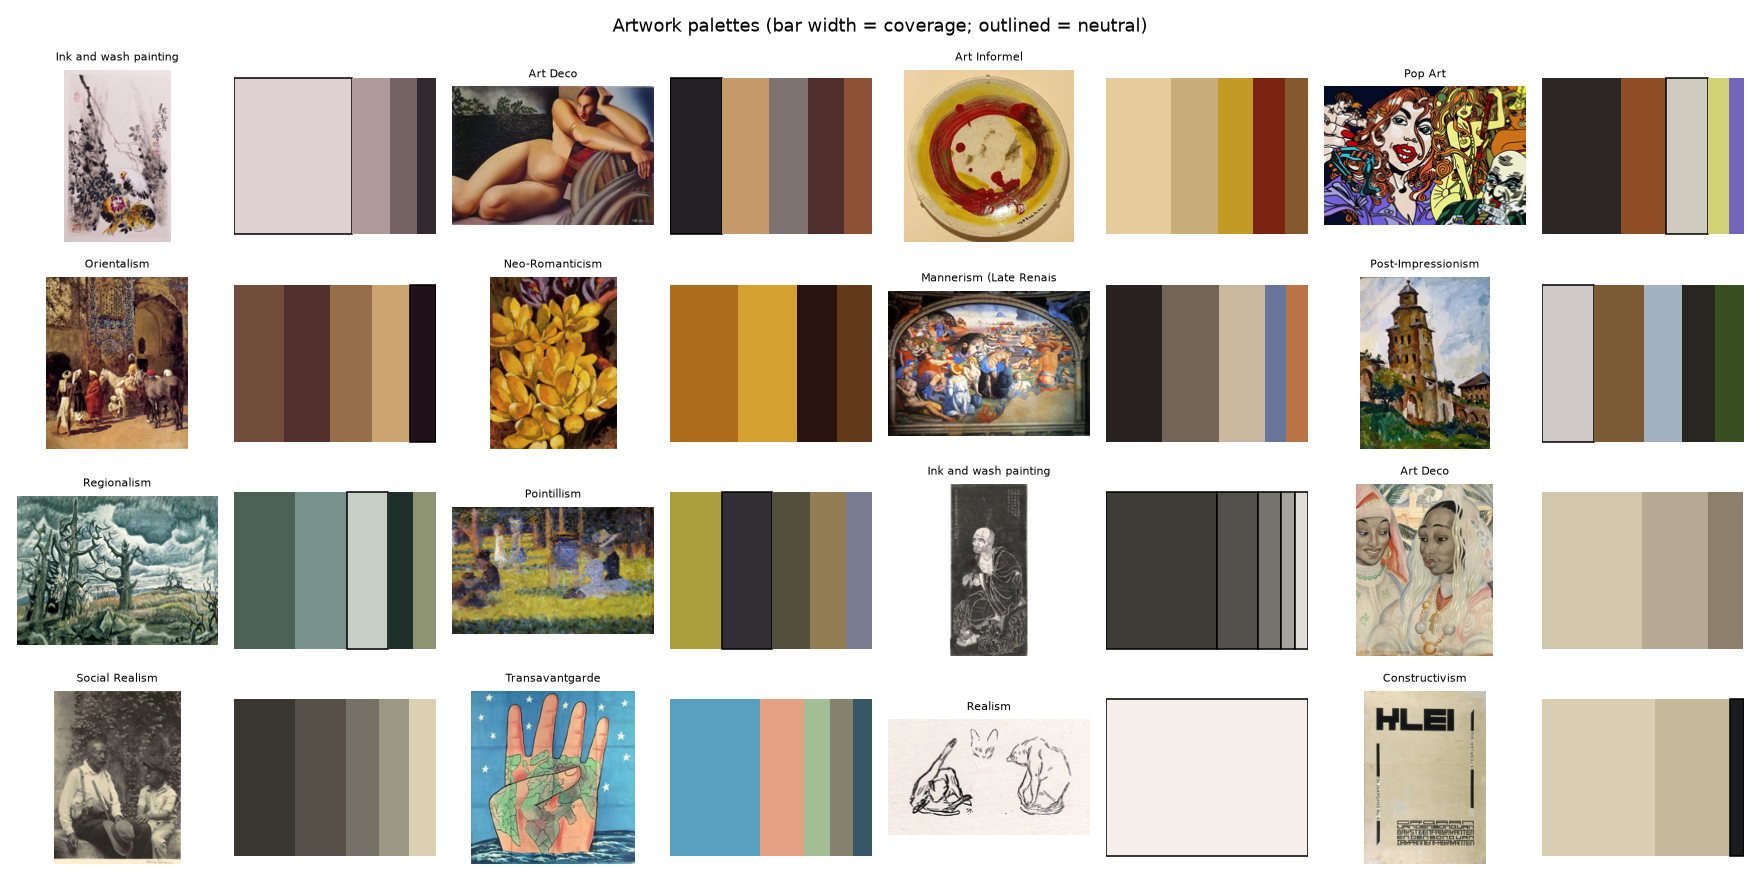 Artwork palettes (bar width = coverage; outlined = neutral)
Ink and wash painting
Art Deco
Art Informel
Pop Art
Orientalism
Neo-Romanticism
Mannerism (Late Renais
Post-Impressionism
Regionalism
Pointillism
Ink and wash painting
Art Deco
Social Realism
Transavantgarde
Realism
Constructivism
KLEI